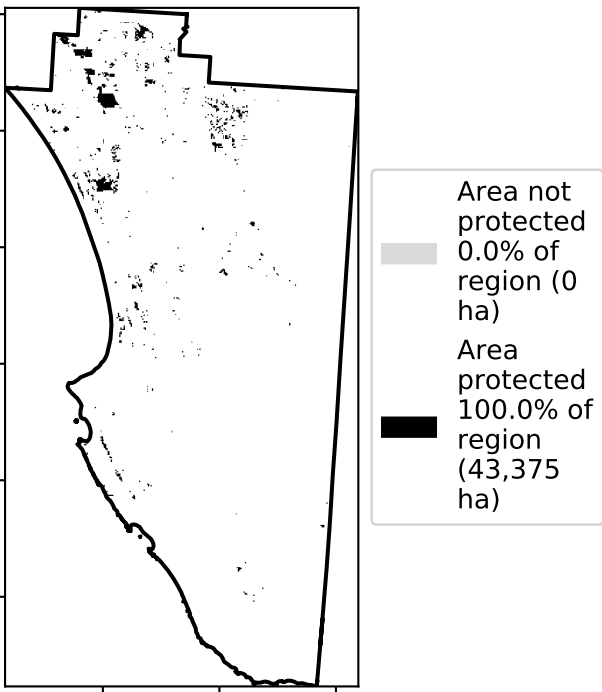 Area not
protected
0.0% of
region (0
ha)
Area
protected
100.0% of
region
(43,375
ha)